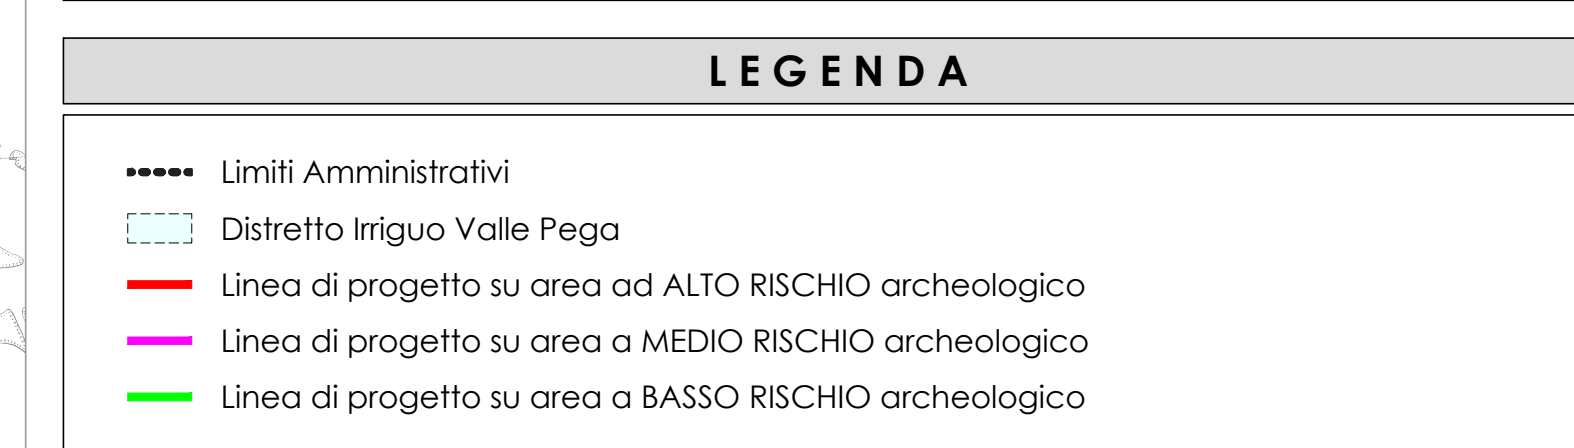 LEGENDA
Limiti Amministrativi
Distretto Irriguo Valle Pega
Linea di progetto su area ad ALTO RISCHIO archeologico
Linea di progetto su area a MEDIO RISCHIO archeologico
Linea di progetto su area a BASSO RISCHIO archeologico